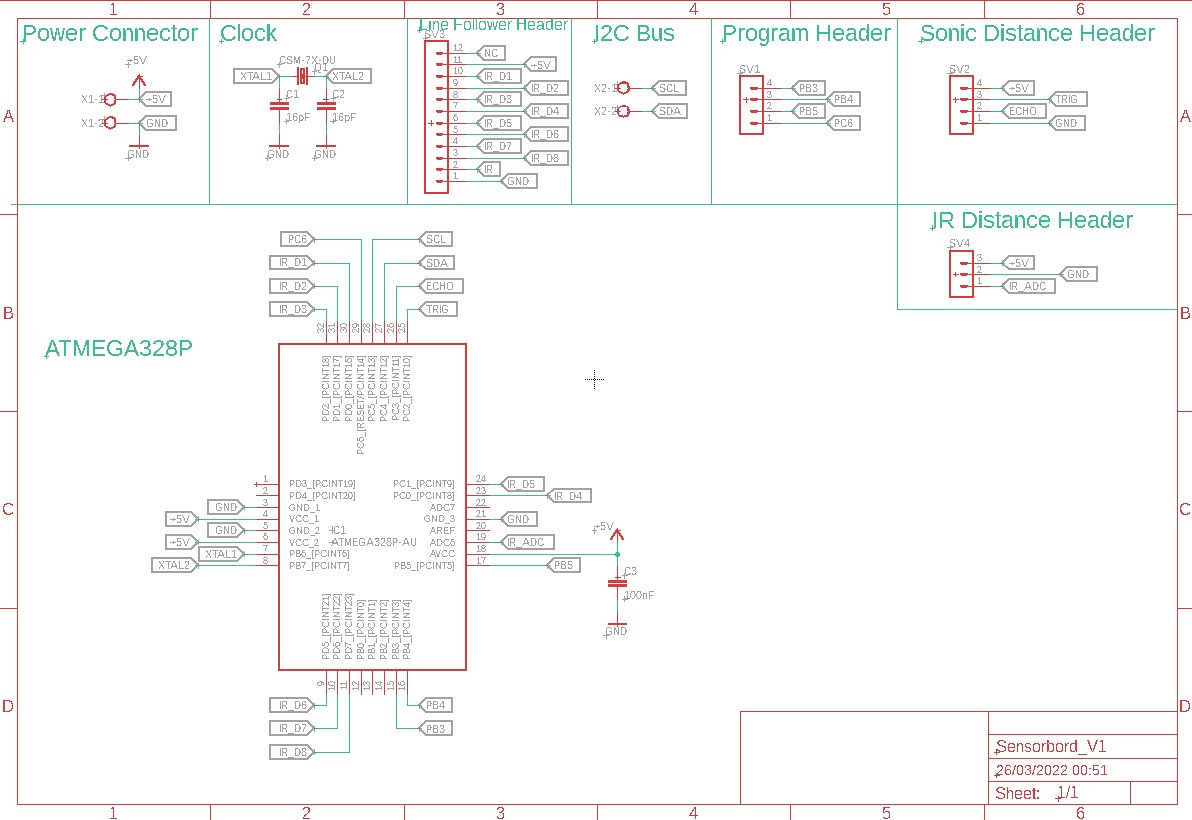 1 2 3 4 5 6
Power Connector
+5V
X1-1
+5V
X1-2
GND
GND
Clock
CSM-7X-DU
Q1
XTAL1
XTAL2
C1
C2
16pF
16pF
GND
GND
Line Follower Header
SV3
12 NC
11 +5V
10 IR_D1
9 IR_D2
8 IR_D3
7 IR_D4
6 IR_D5
5 IR_D6
4 IR_D7
3 IR_D8
2 IR
1 GND
I2C Bus
X2-1 SCL
X2-2 SDA
Program Header
SV1
4 PB3
3 PB4
2 PB5
1 PC6
Sonic Distance Header
SV2
4 +5V
3 TRIG
2 ECHO
1 GND
A A
IR Distance Header
SV4
3 +5V
2 GND
1 IR_ADC
B B
PC6 SCL
IR_D1 SDA
IR_D2 ECHO
IR_D3 TRIG
ATMEGA328P
32 31 30 29 28 27 26 25
PD2_[PCINT18]
PD1_[PCINT17]
PD0_[PCINT16]
PC6_[RESET/PCINT14]
PC5_[PCINT13]
PC4_[PCINT12]
PC3_[PCINT11]
PC2_[PCINT10]
1 PD3_[PCINT19] PC1_[PCINT9] 24 IR_D5
2 PD4_[PCINT20] PC0_[PCINT8] 23 IR_D4
GND 3 GND_1 ADC7 22
+5V 4 VCC_1 GND_3 21 GND
GND 5 GND_2 IC1 AREF 20
+5V 6 VCC_2 ATMEGA328P-AU ADC6 19 IR_ADC
XTAL1 7 PB6_[PCINT6] AVCC 18
XTAL2 8 PB7_[PCINT7] PB5_[PCINT5] 17 PB5
+5V
C3
100nF
GND
C C
PD5_[PCINT21]
PD6_[PCINT22]
PD7_[PCINT23]
PB0_[PCINT0]
PB1_[PCINT1]
PB2_[PCINT2]
PB3_[PCINT3]
PB4_[PCINT4]
9 10 11 12 13 14 15 16
IR_D6 PB4
IR_D7 PB3
IR_D8
D D
Sensorbord_V1
26/03/2022 00:51
Sheet: 1/1
1 2 3 4 5 6